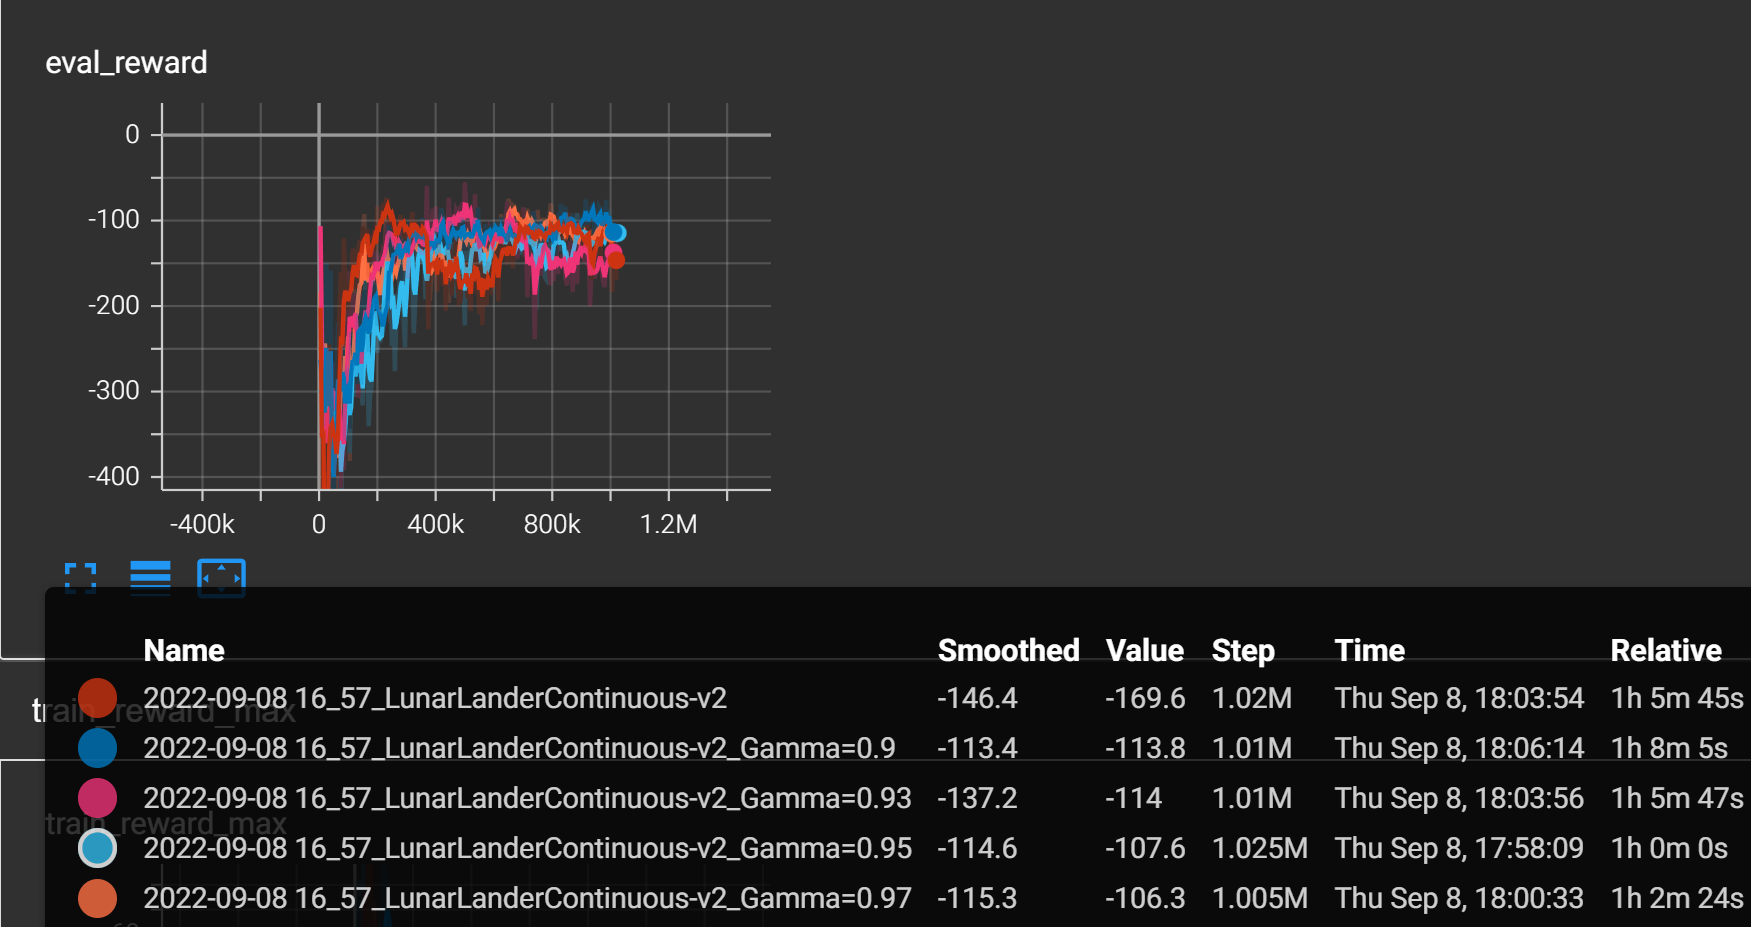 eval_reward
0
-100
-200
-300
-400
-400k 0 400k 800k 1.2M
Name Smoothed Value Step Time Relative
2022-09-08 16_57_LunarLanderContinuous-v2 -146.4 -169.6 1.02M Thu Sep 8, 18:03:54 1h 5m 45s
train_reward_max
2022-09-08 16_57_LunarLanderContinuous-v2_Gamma=0.9 -113.4 -113.8 1.01M Thu Sep 8, 18:06:14 1h 8m 5s
2022-09-08 16_57_LunarLanderContinuous-v2_Gamma=0.93 -137.2 -114 1.01M Thu Sep 8, 18:03:56 1h 5m 47s
train_reward_max
2022-09-08 16_57_LunarLanderContinuous-v2_Gamma=0.95 -114.6 -107.6 1.025M Thu Sep 8, 17:58:09 1h 0m 0s
2022-09-08 16_57_LunarLanderContinuous-v2_Gamma=0.97 -115.3 -106.3 1.005M Thu Sep 8, 18:00:33 1h 2m 24s